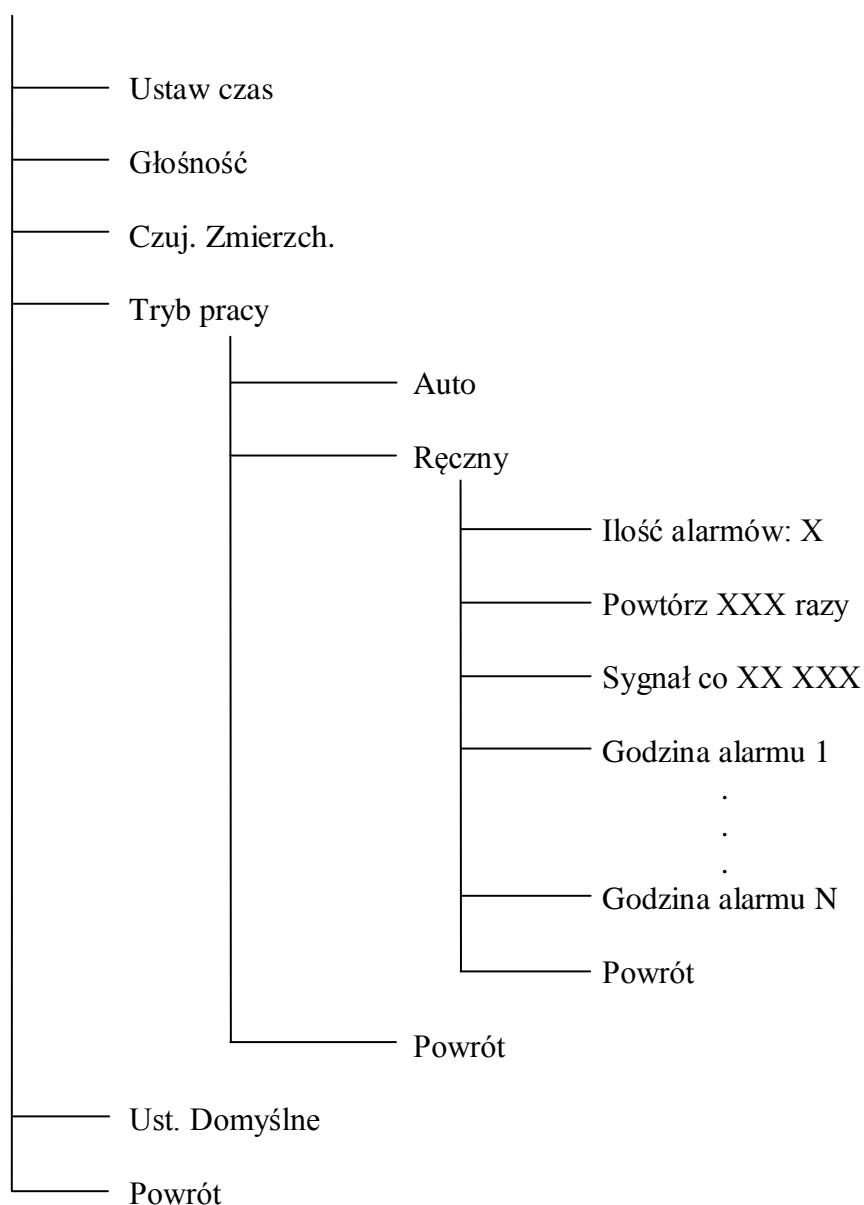 Ustaw czas
Głośność
Czuj. Zmierzch.
Tryb pracy
Auto
Ręczny
Ilość alarmów: X
Powtórz XXX razy
Sygnał co XX XXX
Godzina alarmu 1
.
.
.
Godzina alarmu N
Powrót
Powrót
Ust. Domyślne
Powrót